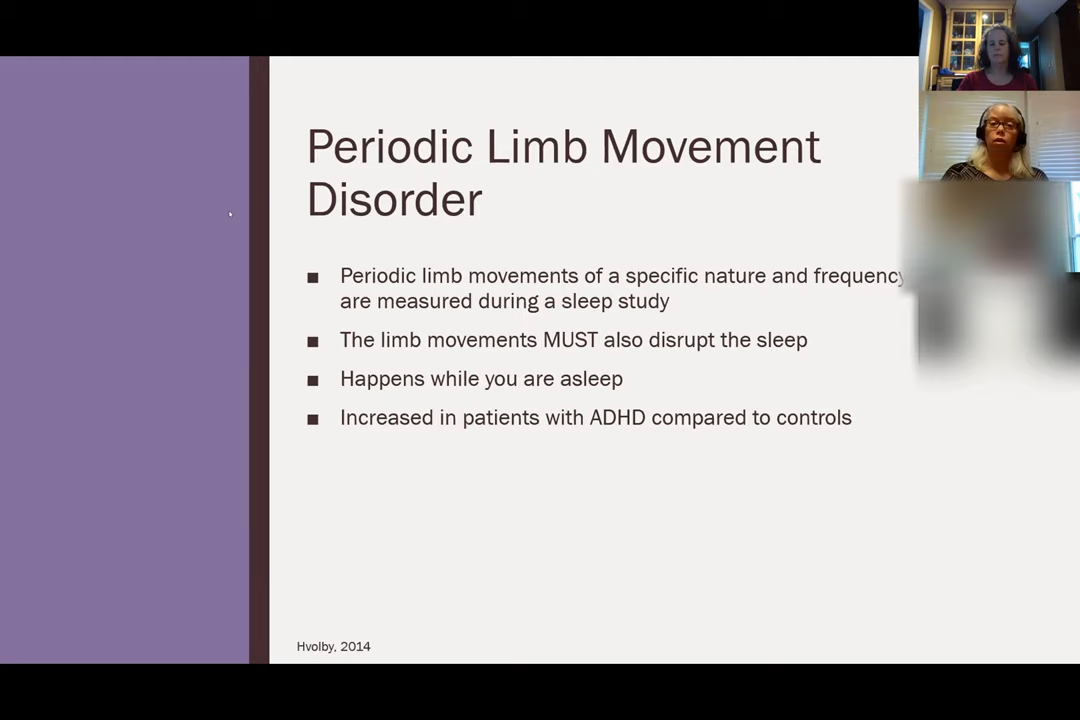 Periodic Limb Movement
Disorder
■ Periodic limb movements of a specific nature and frequency
are measured during a sleep study
■ The limb movements MUST also disrupt the sleep
■ Happens while you are asleep
■ Increased in patients with ADHD compared to controls
Hvolby, 2014